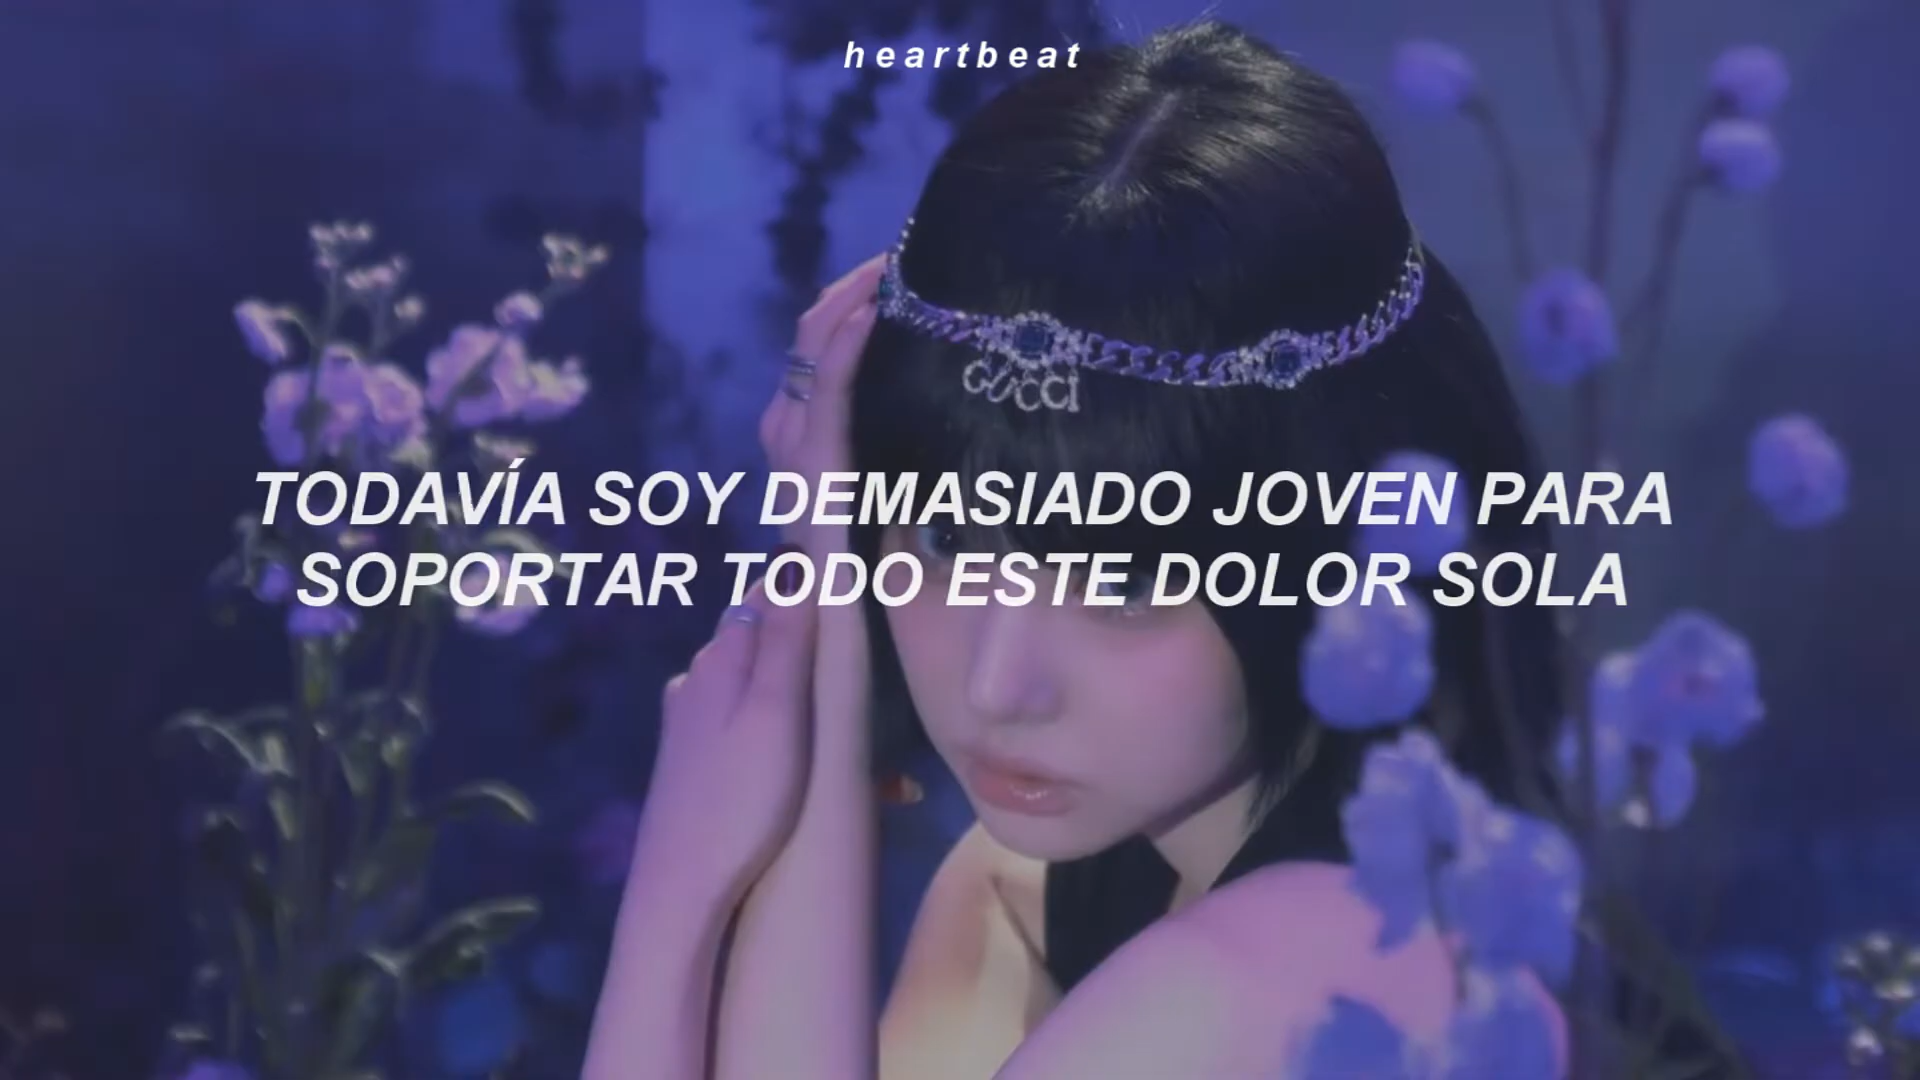 heartbeat
GUCCI
TODAVÍA SOY DEMASIADO JOVEN PARA
SOPORTAR TODO ESTE DOLOR SOLA